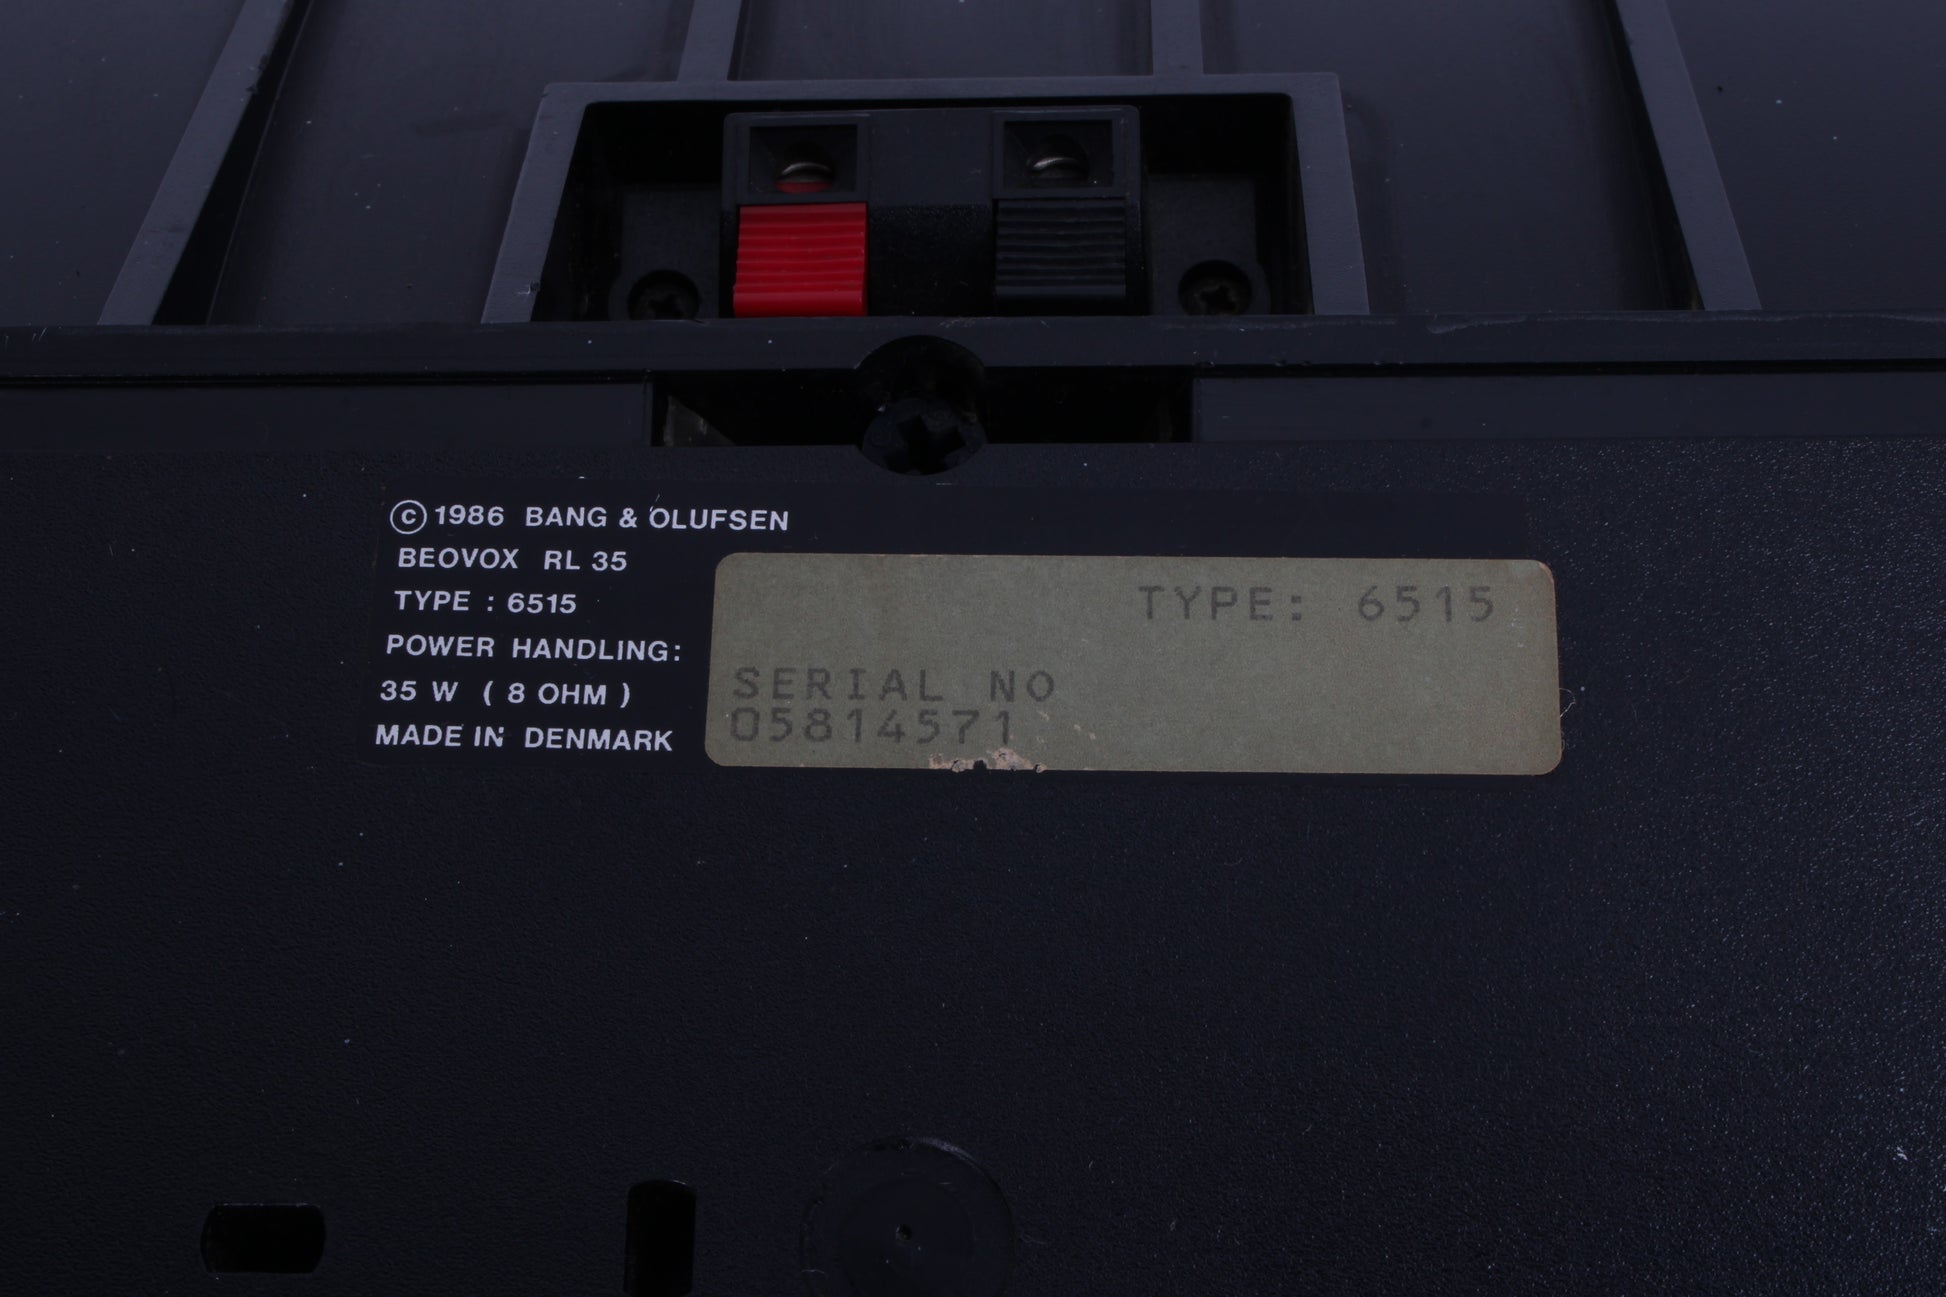 © 1986 BANG & OLUFSEN
BEOVOX RL 35
TYPE : 6515
POWER HANDLING:
35 W ( 8 OHM )
MADE IN DENMARK
TYPE: 6515
SERIAL NO
05814571